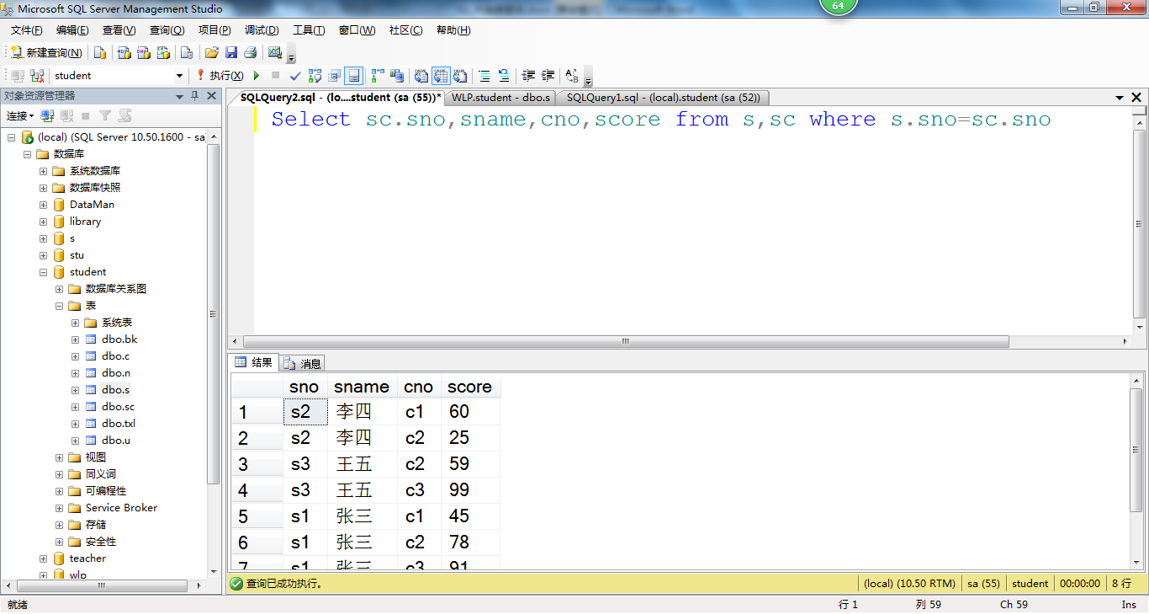 Microsoft SQL Server Management Studio
64
文件(F) 编辑(E) 查看(V) 查询(Q) 项目(P) 调试(D) 工具(T) 窗口(W) 社区(C) 帮助(H)
新建查询(N)
student 执行(X)
对象资源管理器
连接
(local) (SQL Server 10.50.1600 - sa
数据库
系统数据库
数据库快照
DataMan
library
s
stu
student
数据库关系图
表
系统表
dbo.bk
dbo.c
dbo.n
dbo.s
dbo.sc
dbo.txl
dbo.u
视图
同义词
可编程性
Service Broker
存储
安全性
teacher
wlp
SQLQuery2.sql - (lo....student (sa (55))* WLP.student - dbo.s SQLQuery1.sql - (local).student (sa (52))
Select sc.sno,sname,cno,score from s,sc where s.sno=sc.sno
结果 消息
sno sname cno score
1 s2 李四 c1 60
2 s2 李四 c2 25
3 s3 王五 c2 59
4 s3 王五 c3 99
5 s1 张三 c1 45
6 s1 张三 c2 78
7 s1 张三 c3 91
查询已成功执行。 (local) (10.50 RTM) sa (55) student 00:00:00 8 行
就绪 行 1 列 59 Ch 59 Ins